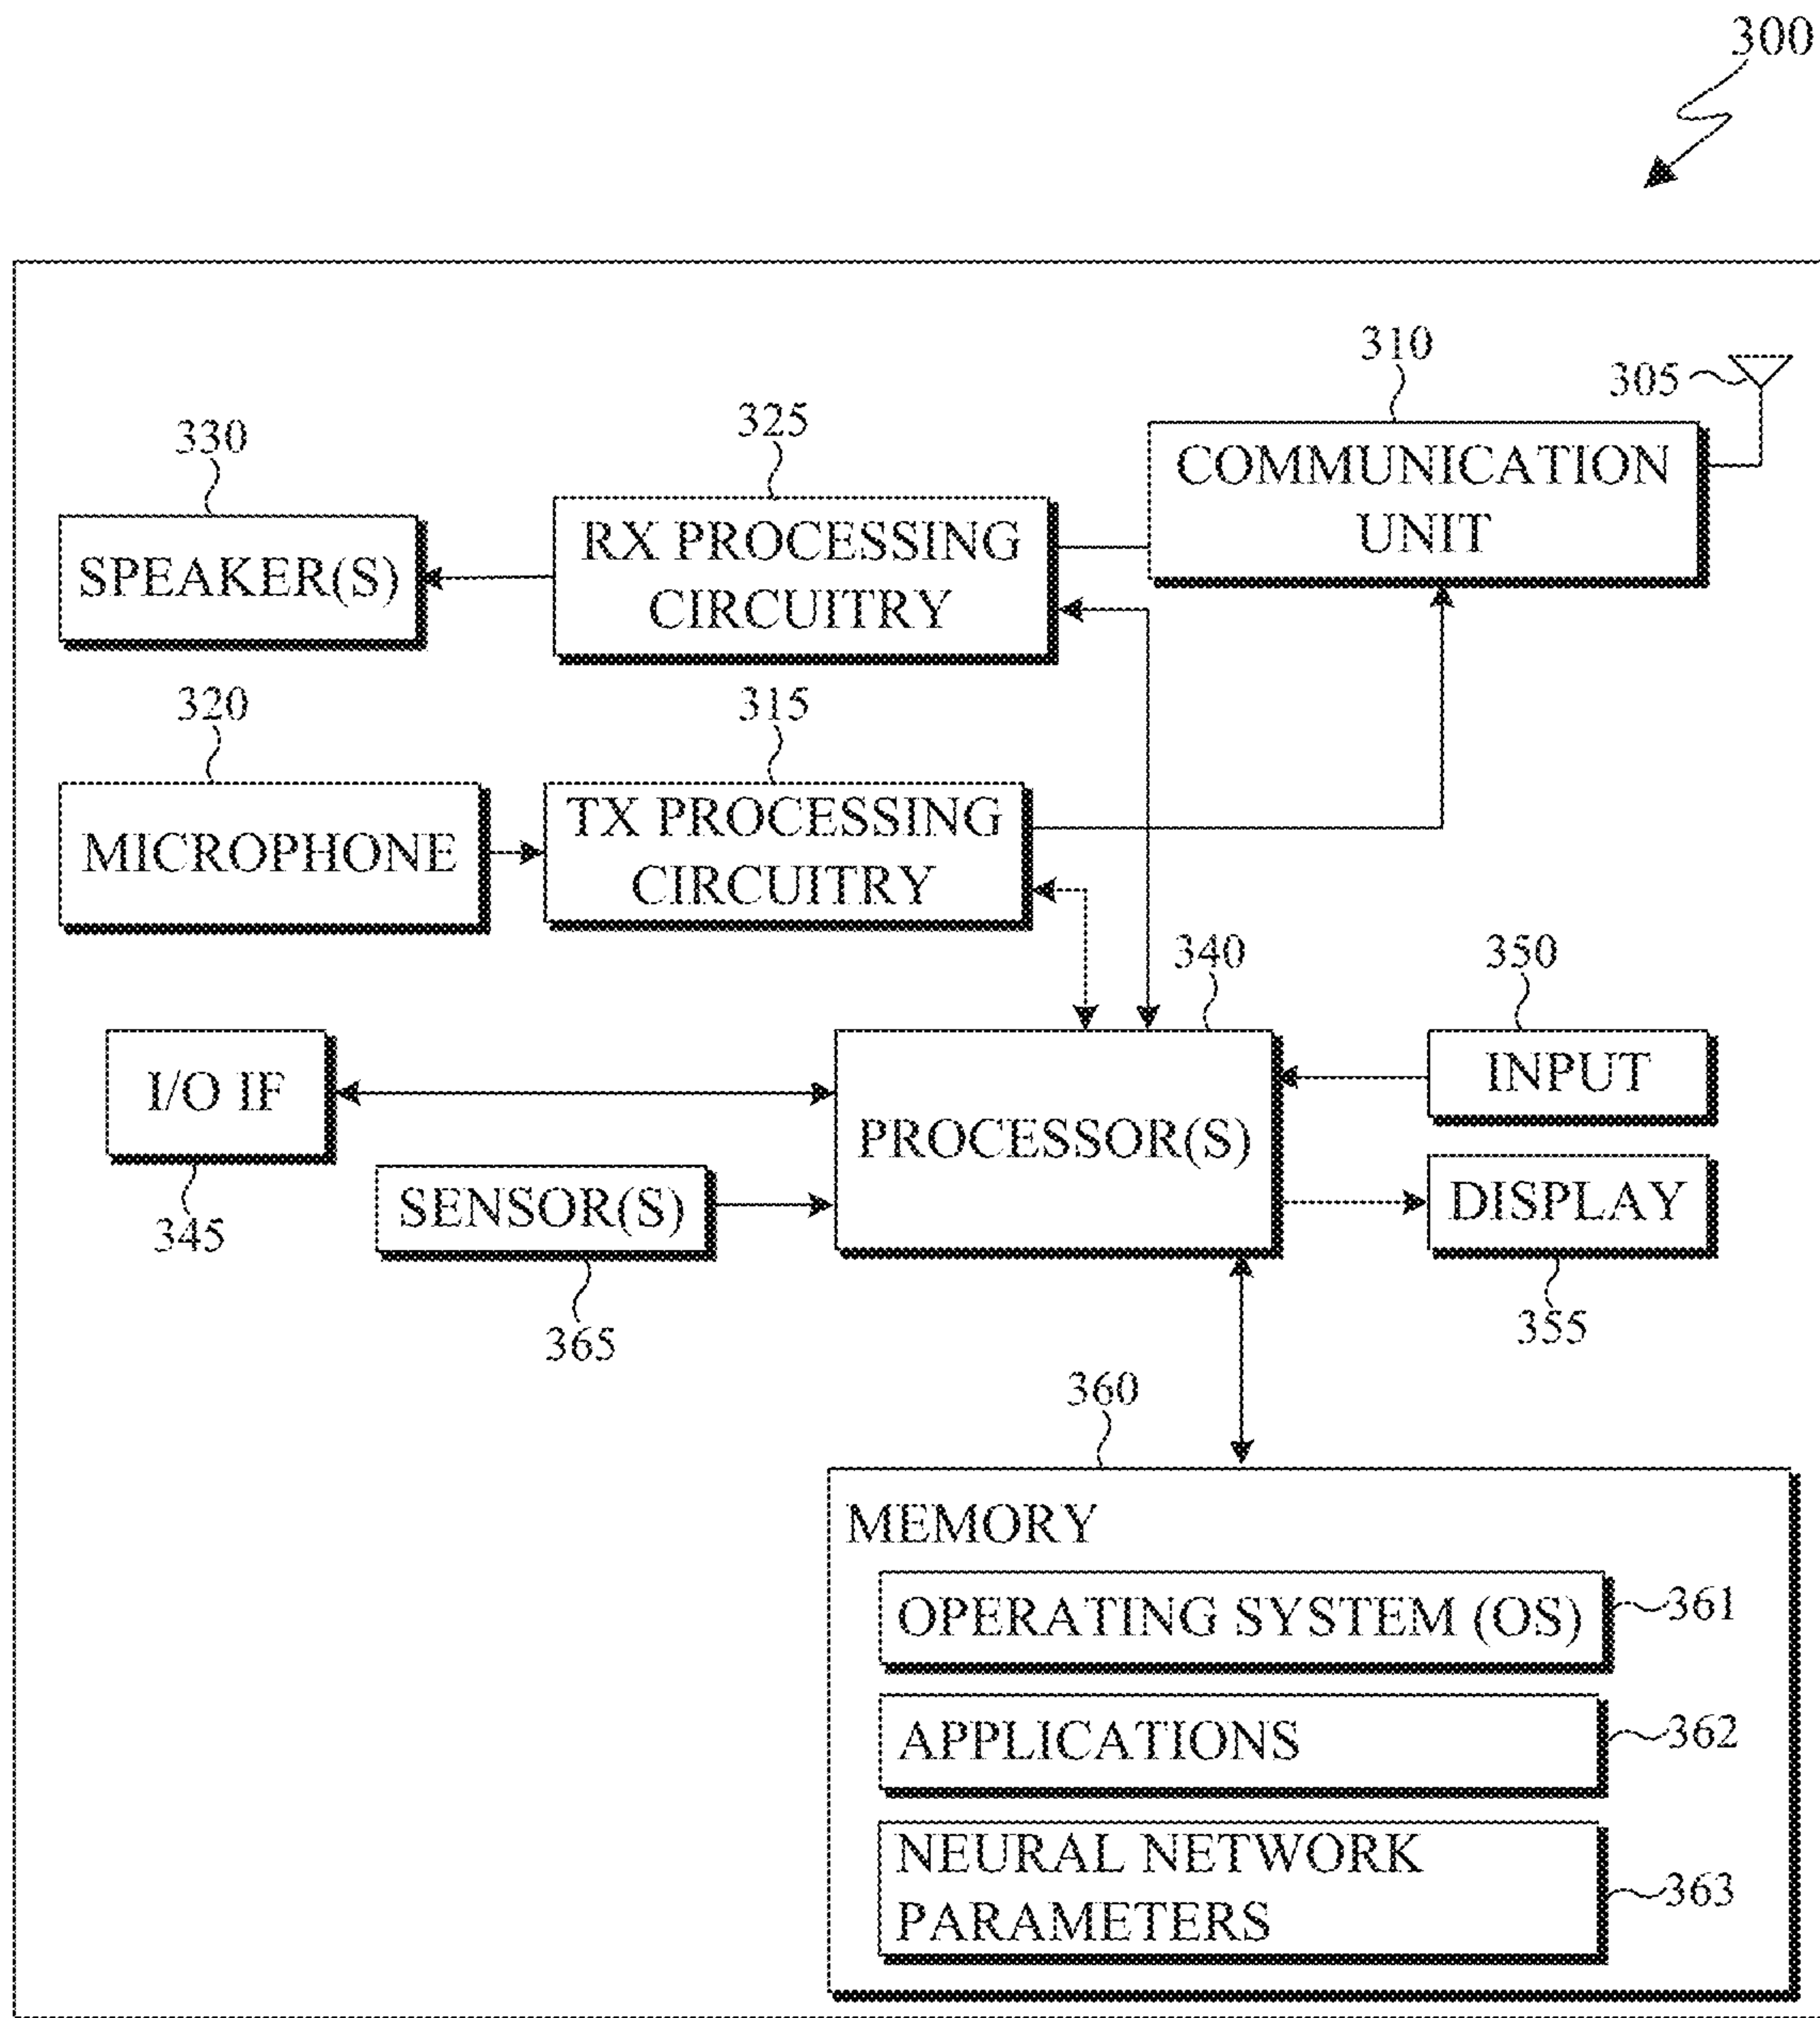 300
310
305
325
330
COMMUNICATION
UNIT
RX PROCESSING
CIRCUITRY
SPEAKER(S)
320
315
MICROPHONE
TX PROCESSING
CIRCUITRY
340
350
I/O IF
INPUT
PROCESSOR(S)
SENSOR(S)
DISPLAY
345
365
355
360
MEMORY
OPERATING SYSTEM (OS)
361
APPLICATIONS
362
NEURAL NETWORK
PARAMETERS
363